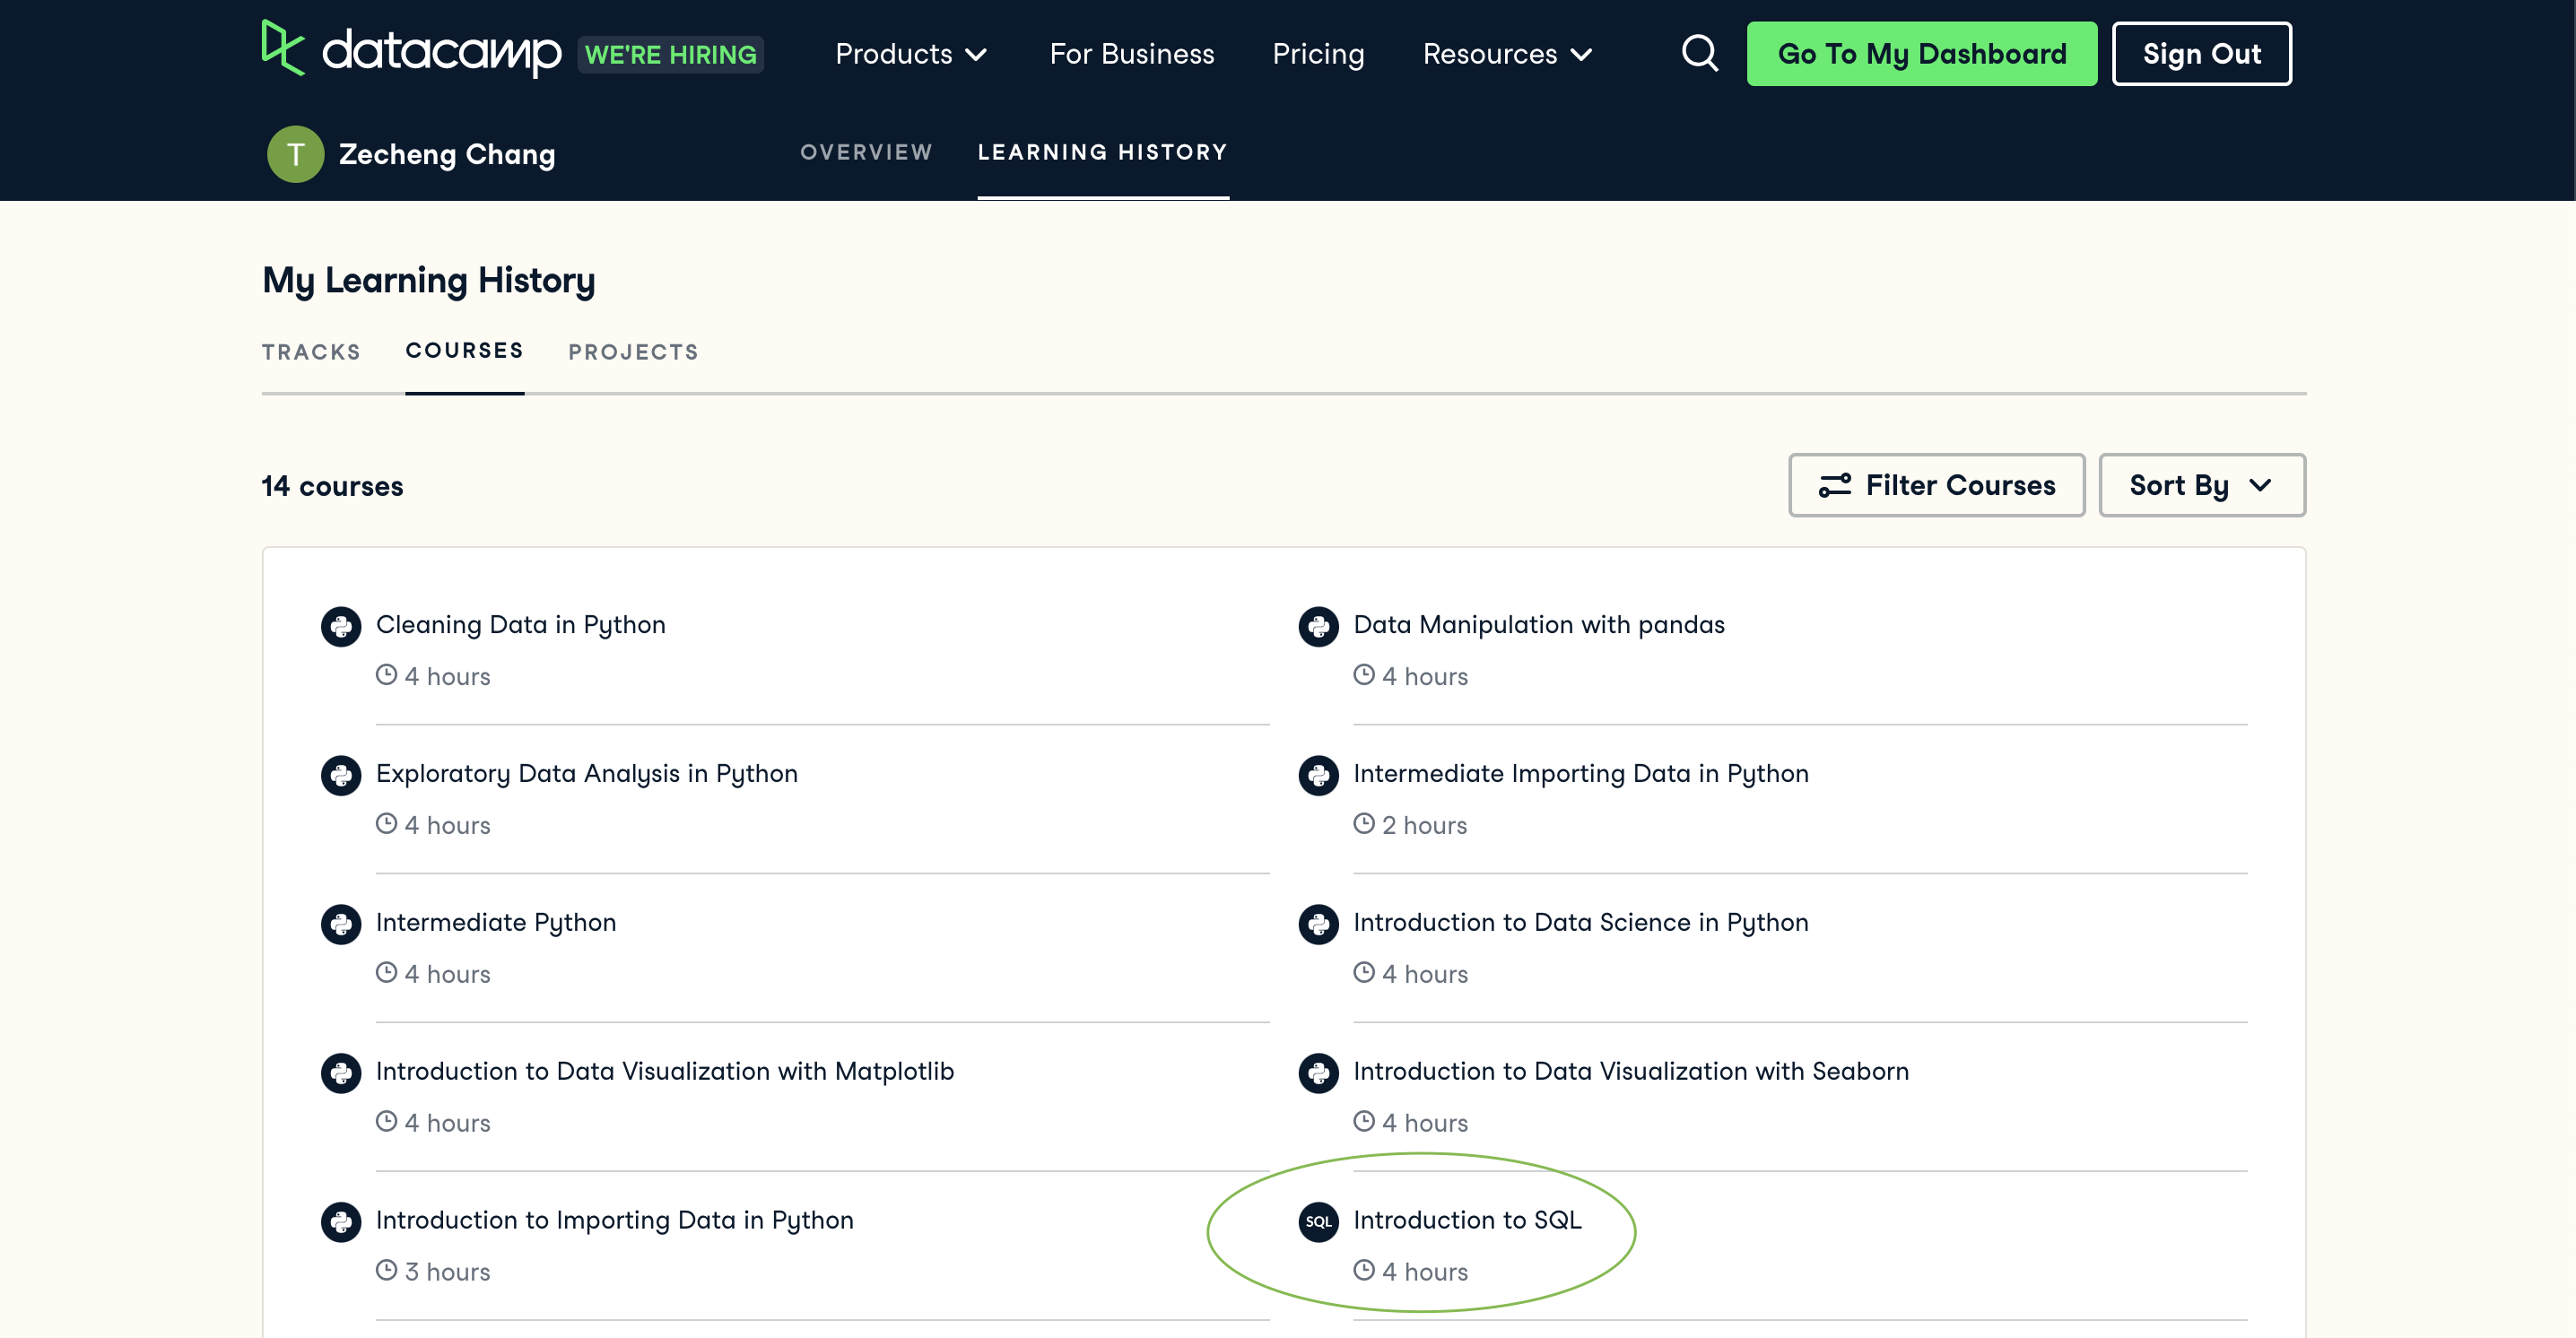 datacamp WE'RE HIRING Products For Business Pricing Resources Go To My Dashboard Sign Out
T Zecheng Chang OVERVIEW LEARNING HISTORY
My Learning History
TRACKS COURSES PROJECTS
14 courses Filter Courses Sort By
Cleaning Data in Python
4 hours
Data Manipulation with pandas
4 hours
Exploratory Data Analysis in Python
4 hours
Intermediate Importing Data in Python
2 hours
Intermediate Python
4 hours
Introduction to Data Science in Python
4 hours
Introduction to Data Visualization with Matplotlib
4 hours
Introduction to Data Visualization with Seaborn
4 hours
Introduction to Importing Data in Python
3 hours
SQL Introduction to SQL
4 hours